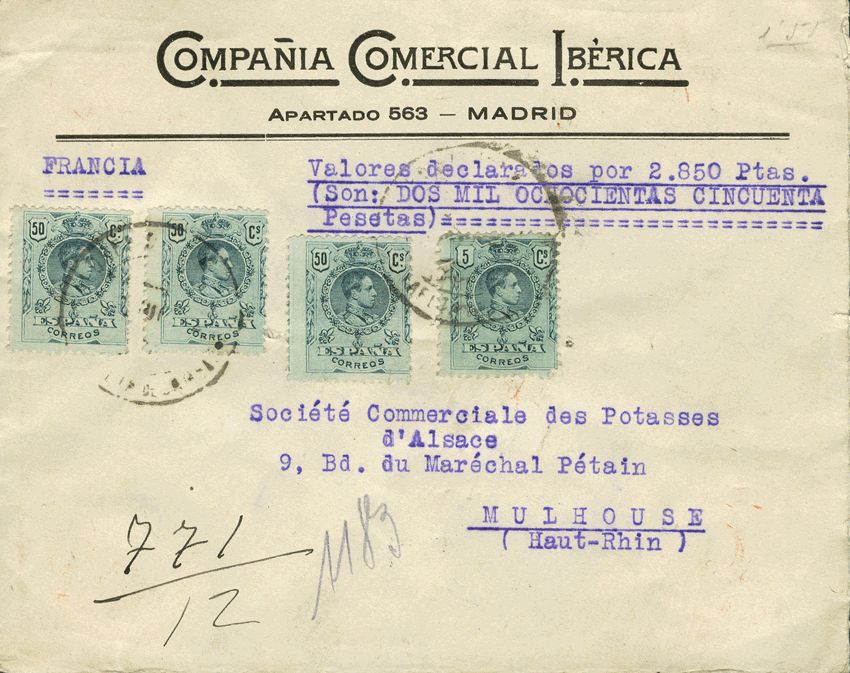 COMPAÑIA COMERCIAL IBÉRICA
APARTADO 563 — MADRID
FRANCIA
=======
Valores declarados por 2.850 Ptas.
(Son: DOS MIL OCHOCIENTAS CINCUENTA
Pesetas)=======================
50 Cs
ESPAÑA
CORREOS
50 Cs
ESPAÑA
CORREOS
50 Cs
ESPAÑA
CORREOS
5 Cs
ESPAÑA
CORREOS
Société Commerciale des Potasses
d'Alsace
9, Bd. du Maréchal Pétain
MULHOUSE
( Haut-Rhin )
771
12
1183